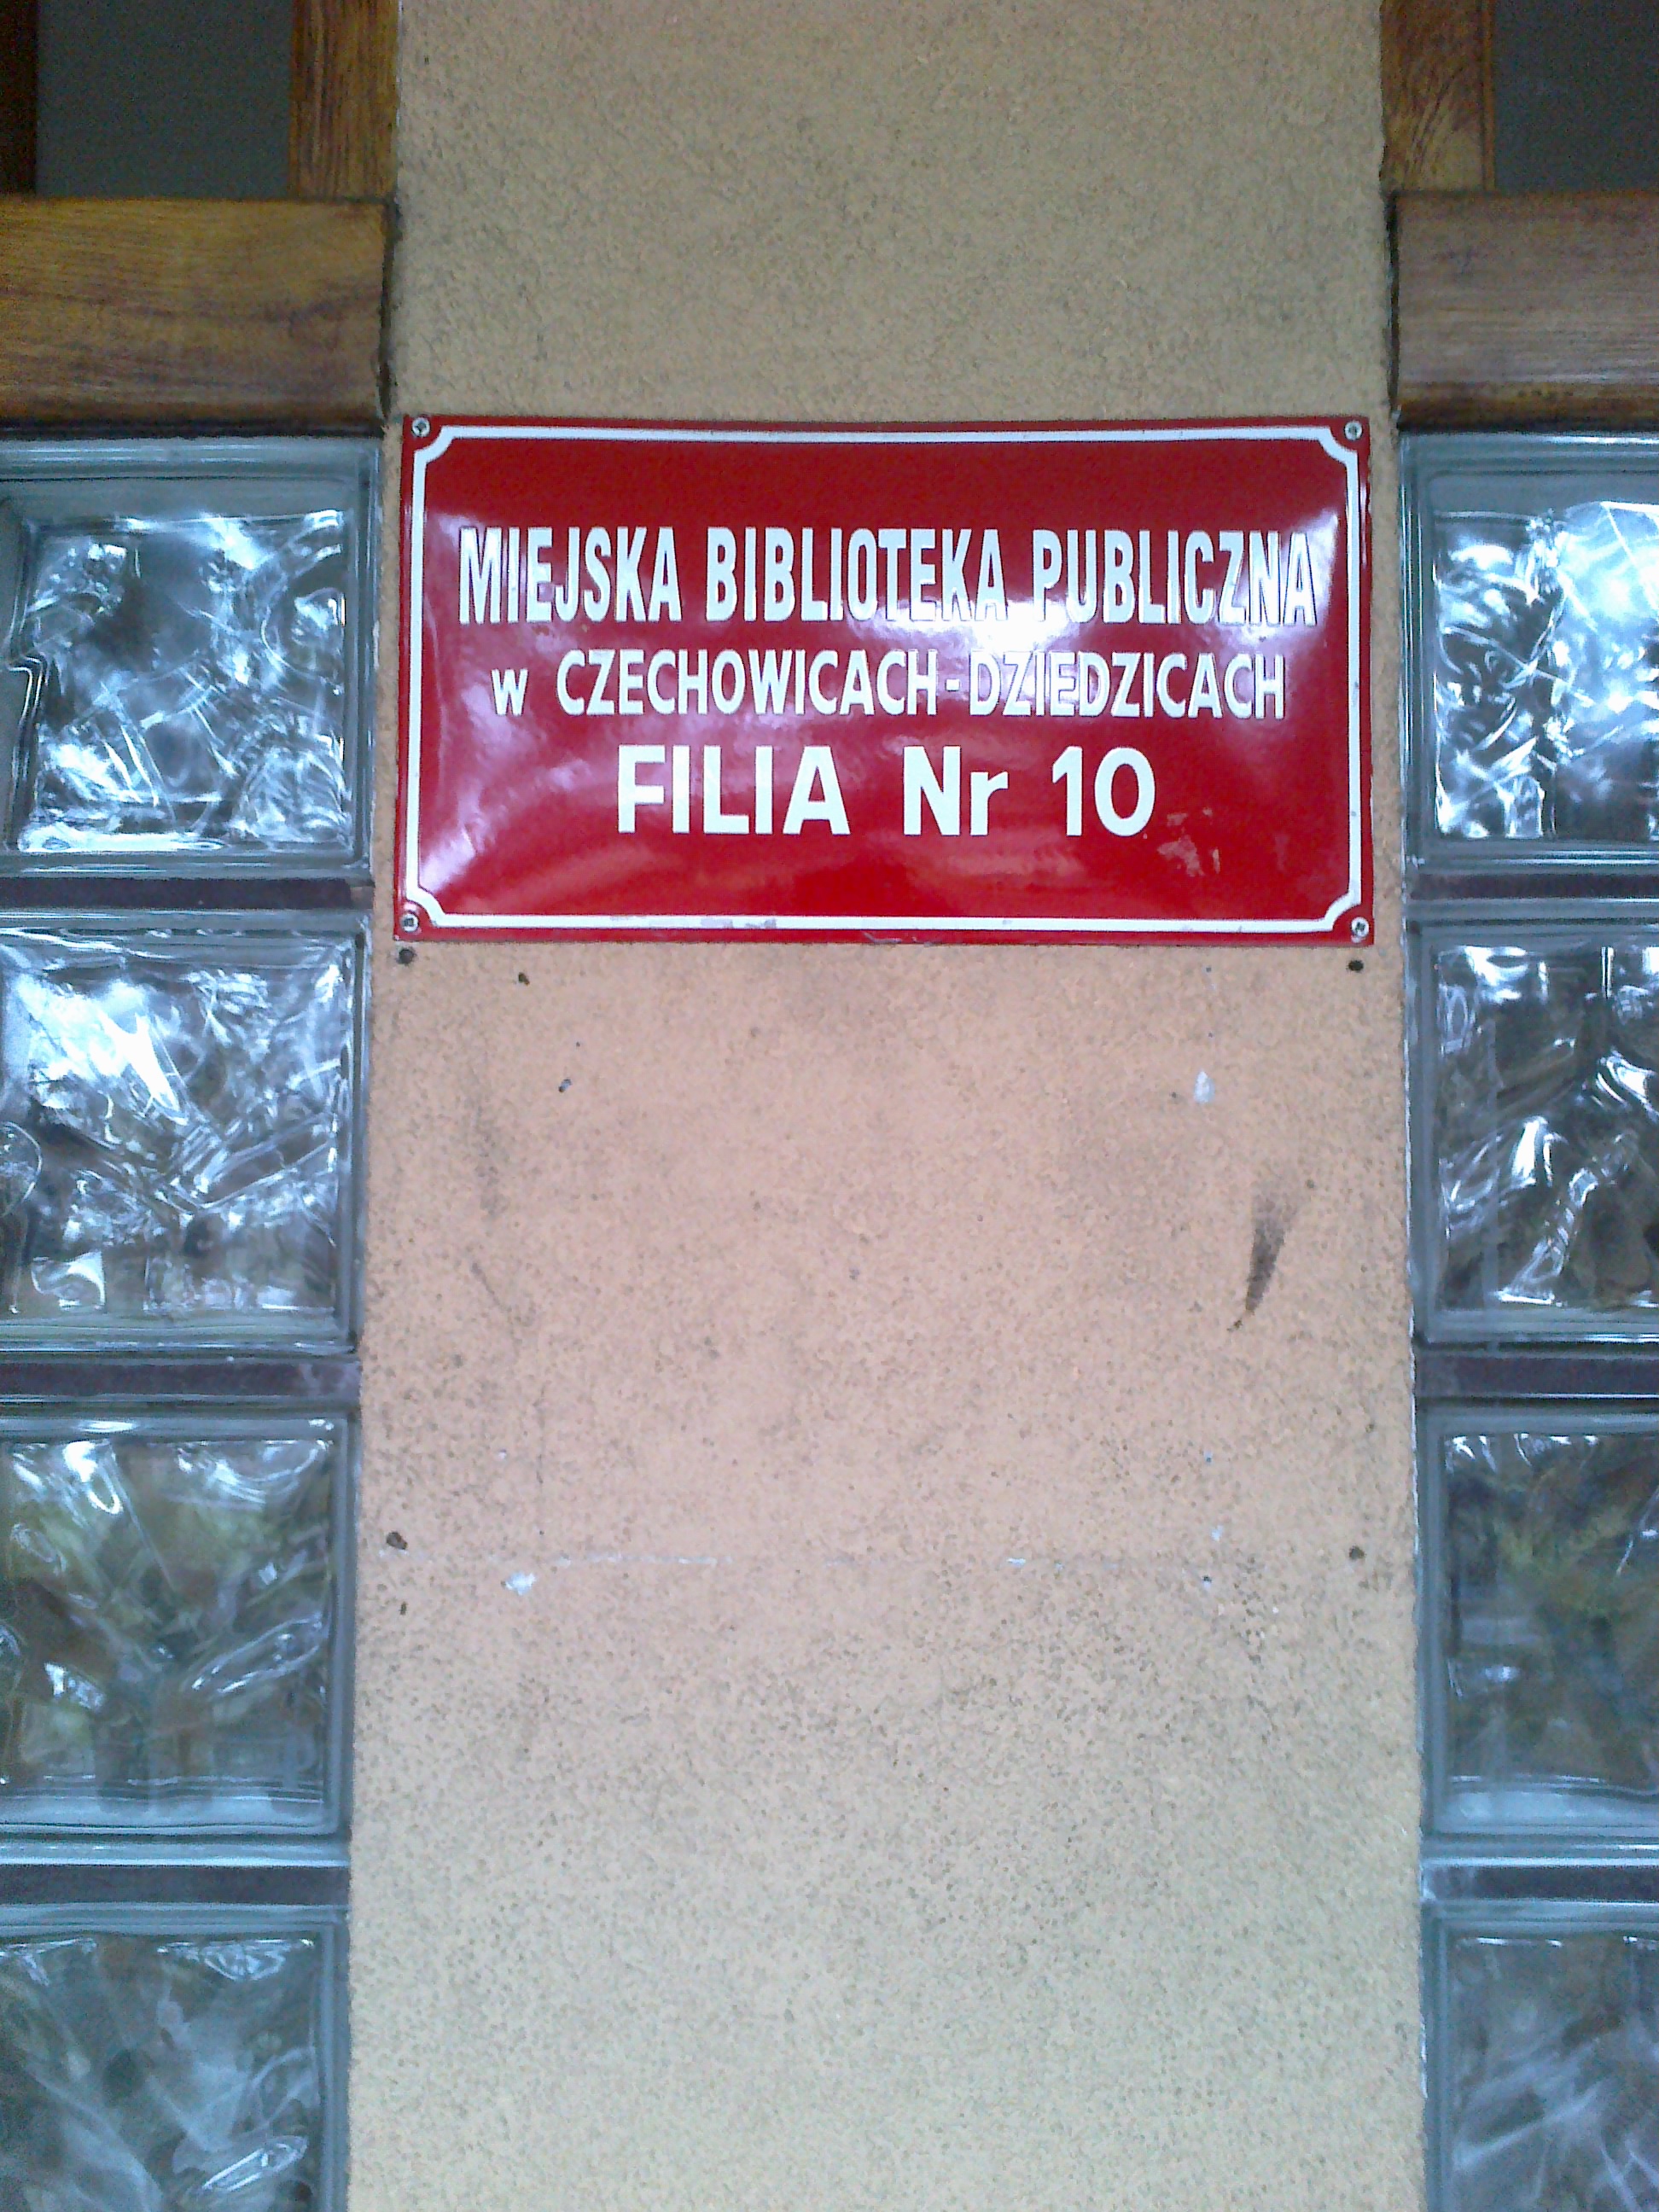 MIEJSKA BIBLIOTEKA PUBLICZNA
w CZECHOWICACH-DZIEDZICACH
FILIA Nr 10